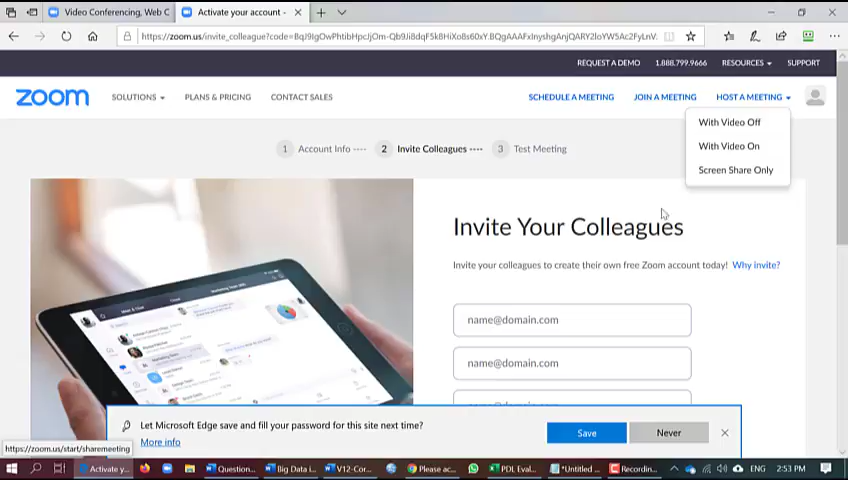 Video Conferencing, Web C
Activate your account -
https://zoom.us/invite_colleague?code=
REQUEST A DEMO 1.888.799.9666 RESOURCES SUPPORT
zoom SOLUTIONS PLANS & PRICING CONTACT SALES SCHEDULE A MEETING JOIN A MEETING HOST A MEETING
With Video Off
With Video On
Screen Share Only
1 Account Info ---- 2 Invite Colleagues ---- 3 Test Meeting
Invite Your Colleagues
Invite your colleagues to create their own free Zoom account today! Why invite?
name@domain.com
name@domain.com
Let Microsoft Edge save and fill your password for this site next time?
More info
Save
Never
https://zoom.us/start/sharemeeting
Activate y... Question... Big Data i... V12-Cor... Please ac... PDL Eval... *Untitled ... Recordin... ENG 2:53 PM